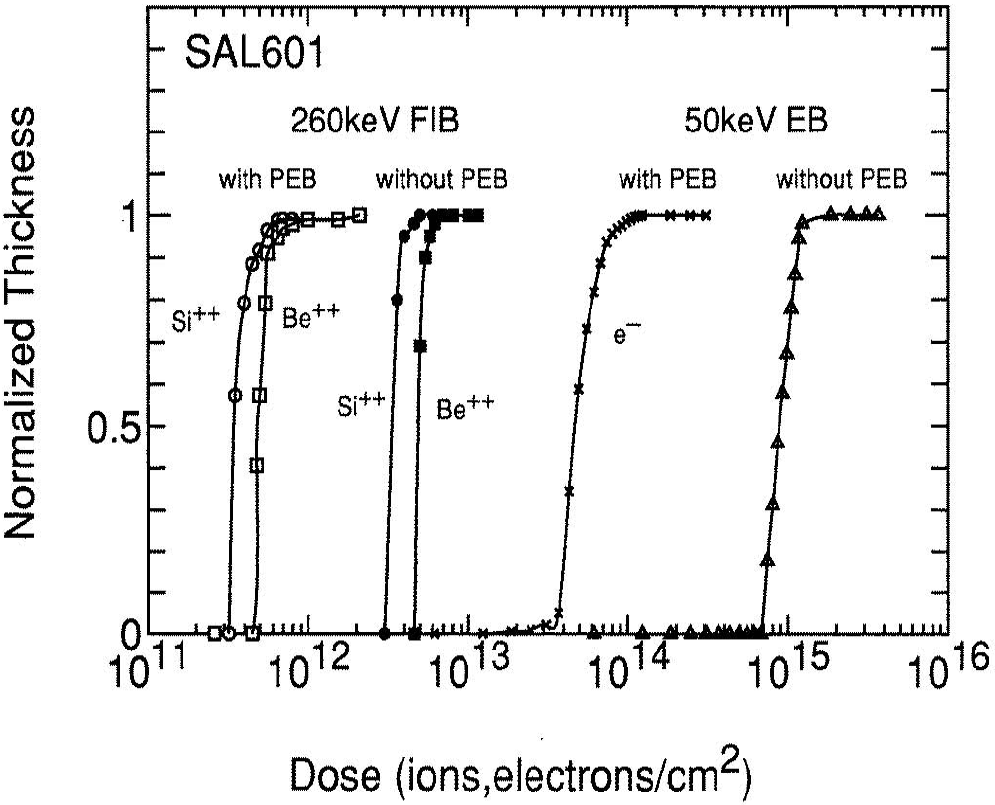 SAL601
260keV FIB 50keV EB
with PEB without PEB with PEB without PEB
1
Si++ Be++ e−
Si++ Be++
0.5
0
10^11 10^12 10^13 10^14 10^15 10^16
Normalized Thickness
Dose (ions,electrons/cm^2)